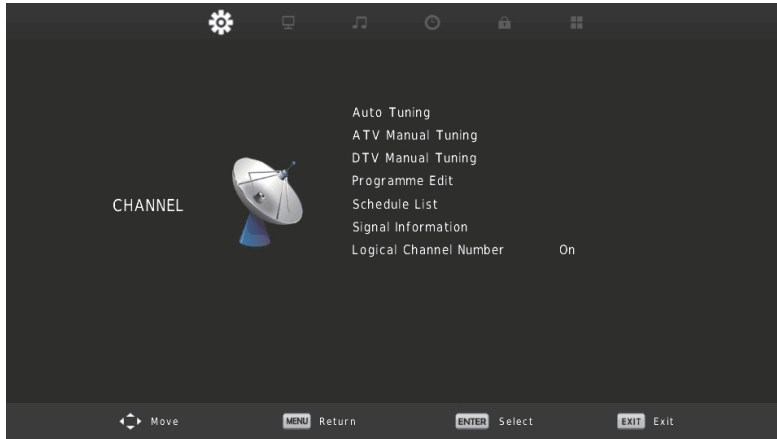 Auto Tuning
ATV Manual Tuning
DTV Manual Tuning
Programme Edit
CHANNEL
Schedule List
Signal Information
Logical Channel Number On
Move MENU Return ENTER Select EXIT Exit